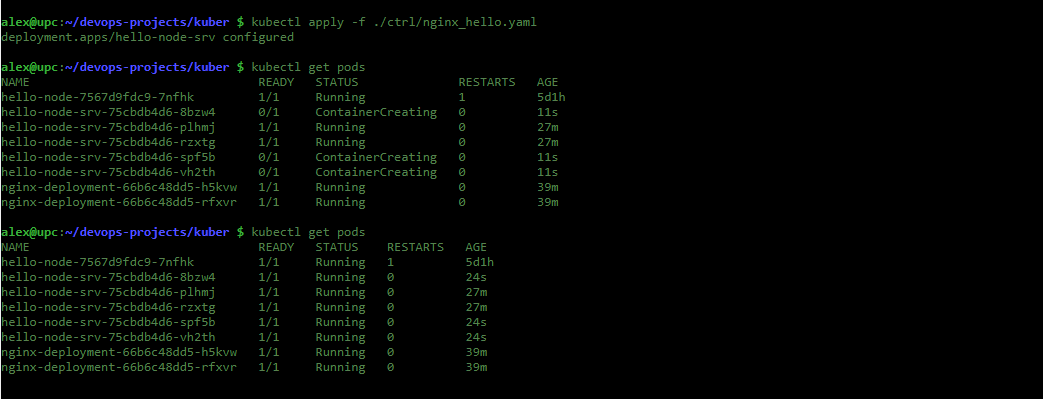 alex@upc:~/devops-projects/kuber $ kubectl apply -f ./ctrl/nginx_hello.yaml
deployment.apps/hello-node-srv configured
alex@upc:~/devops-projects/kuber $ kubectl get pods
NAME READY STATUS RESTARTS AGE
hello-node-7567d9fdc9-7nfhk 1/1 Running 1 5d1h
hello-node-srv-75cbdb4d6-8bzw4 0/1 ContainerCreating 0 11s
hello-node-srv-75cbdb4d6-plhmj 1/1 Running 0 27m
hello-node-srv-75cbdb4d6-rzxtg 1/1 Running 0 27m
hello-node-srv-75cbdb4d6-spf5b 0/1 ContainerCreating 0 11s
hello-node-srv-75cbdb4d6-vh2th 0/1 ContainerCreating 0 11s
nginx-deployment-66b6c48dd5-h5kvw 1/1 Running 0 39m
nginx-deployment-66b6c48dd5-rfxvr 1/1 Running 0 39m
alex@upc:~/devops-projects/kuber $ kubectl get pods
NAME READY STATUS RESTARTS AGE
hello-node-7567d9fdc9-7nfhk 1/1 Running 1 5d1h
hello-node-srv-75cbdb4d6-8bzw4 1/1 Running 0 24s
hello-node-srv-75cbdb4d6-plhmj 1/1 Running 0 27m
hello-node-srv-75cbdb4d6-rzxtg 1/1 Running 0 27m
hello-node-srv-75cbdb4d6-spf5b 1/1 Running 0 24s
hello-node-srv-75cbdb4d6-vh2th 1/1 Running 0 24s
nginx-deployment-66b6c48dd5-h5kvw 1/1 Running 0 39m
nginx-deployment-66b6c48dd5-rfxvr 1/1 Running 0 39m